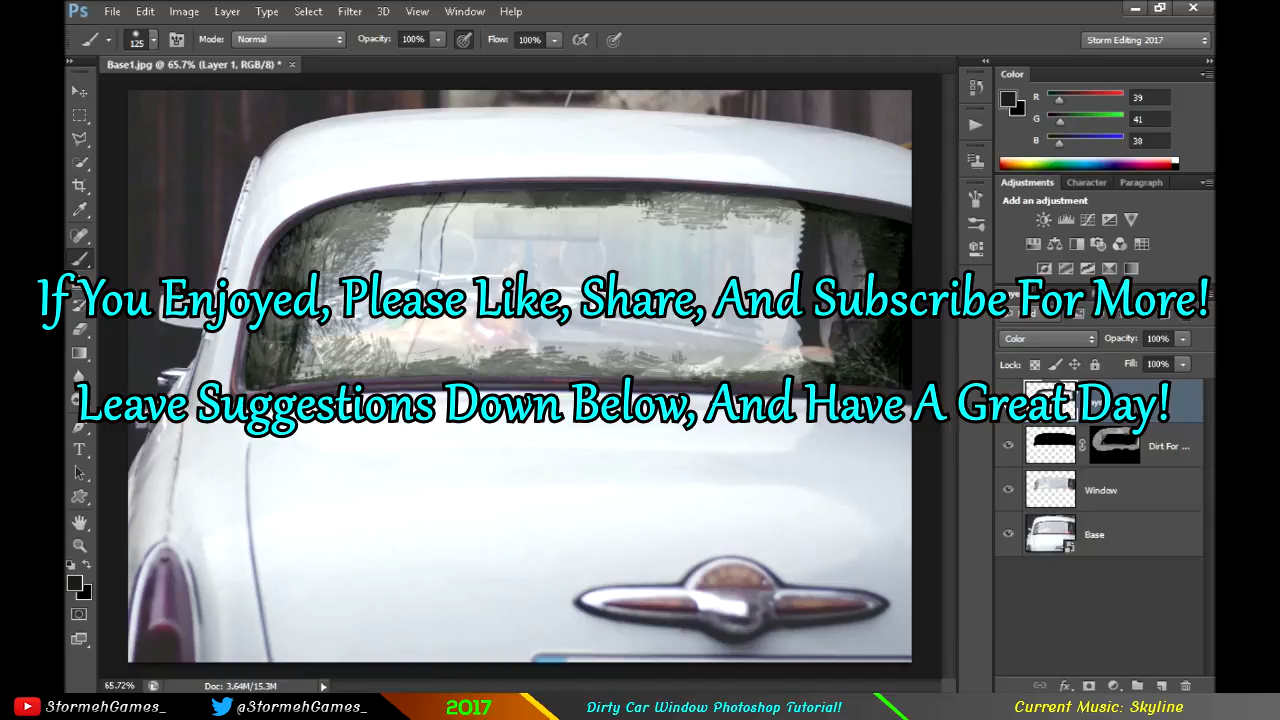 Ps File Edit Image Layer Type Select Filter 3D View Window Help
125 Mode: Normal Opacity: 100% Flow: 100% Storm Editing 2017
Base1.jpg @ 65.7% (Layer 1, RGB/8) * ×
Color
R 39
G 41
B 38
Adjustments Character Paragraph
Add an adjustment
If You Enjoyed, Please Like, Share, And Subscribe For More!
Color Opacity: 100%
Lock: Fill: 100%
Leave Suggestions Down Below, And Have A Great Day!
Dirt For ...
Window
Base
65.72% Doc: 3.64M/15.3M
StormehGames_ @StormehGames_ 2017 Dirty Car Window Photoshop Tutorial! Current Music: Skyline